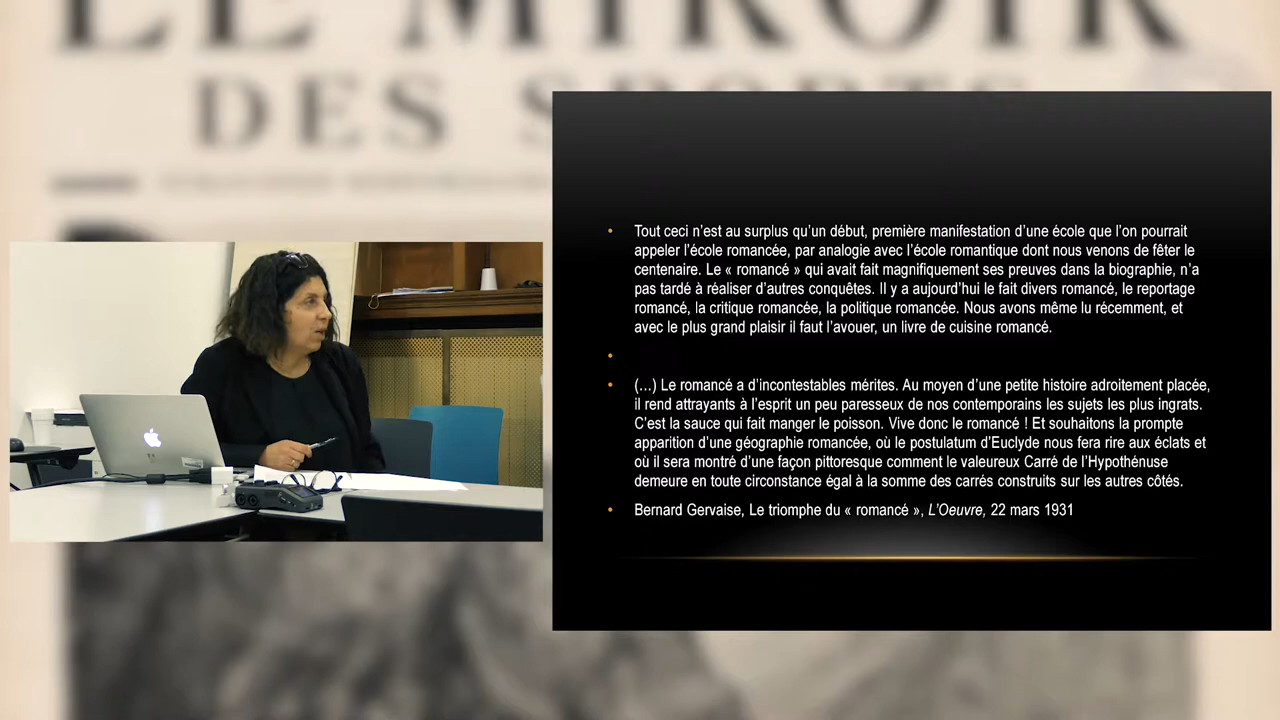 LE MIROIR
DES SPORTS
Tout ceci n'est au surplus qu'un début, première manifestation d'une école que l'on pourrait
appeler l'école romancée, par analogie avec l'école romantique dont nous venons de fêter le
centenaire. Le « romancé » qui avait fait magnifiquement ses preuves dans la biographie, n'a
pas tardé à réaliser d'autres conquêtes. Il y a aujourd'hui le fait divers romancé, le reportage
romancé, la critique romancée, la politique romancée. Nous avons même lu récemment, et
avec le plus grand plaisir il faut l'avouer, un livre de cuisine romancé.
(…) Le romancé a d'incontestables mérites. Au moyen d'une petite histoire adroitement placée,
il rend attrayants à l'esprit un peu paresseux de nos contemporains les sujets les plus ingrats.
C'est la sauce qui fait manger le poisson. Vive donc le romancé ! Et souhaitons la prompte
apparition d'une géographie romancée, où le postulatum d'Euclyde nous fera rire aux éclats et
où il sera montré d'une façon pittoresque comment le valeureux Carré de l'Hypothénuse
demeure en toute circonstance égal à la somme des carrés construits sur les autres côtés.
Bernard Gervaise, Le triomphe du « romancé », L'Oeuvre, 22 mars 1931